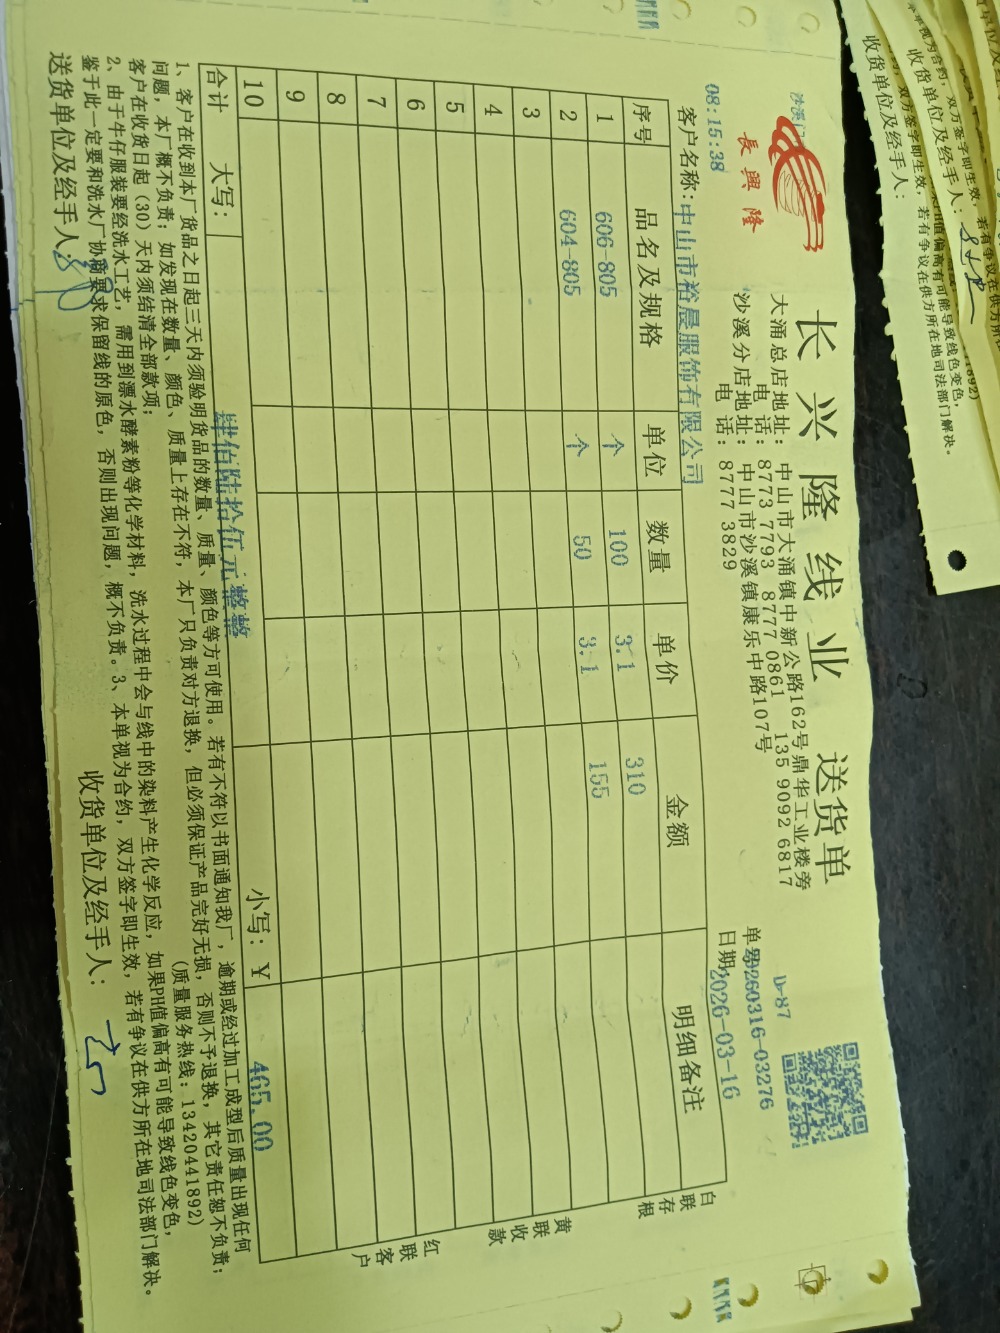 长兴隆线业 送货单
長興隆
大涌总店地址：中山市大涌镇中新公路162号鼎华工业楼旁
电 话：8773 7793 8777 0861 135 9092 6817
沙溪分店地址：中山市沙溪镇康乐中路107号
电 话：8777 3829
D-87
单号 260316-03276
日期：2026-03-16
08:15:38
客户名称：中山市裕晨服饰有限公司
序号 品名及规格 单位 数量 单价 金额 明细备注
1 606-805 个 100 3.1 310
2 604-805 个 50 3.1 155
3
4
5
6
7
8
9
10
合计 大写： 肆佰陆拾伍元整 小写：¥ 465.00
白联存根
黄联收款
红联客户
1、客户在收到本厂货品之日起三天内须验明货品的数量、质量、颜色等方可使用。若有不符以书面通知我厂，逾期或经过加工成型后质量出现任何
问题，本厂概不负责；如发现在数量、颜色、质量上存在不符，本厂只负责对方退换，但必须保证产品完好无损，否则不予退换，其它责任恕不负责；
客户在收货日起（30）天内须结清全部款项； （质量服务热线：13420441892）
2、由于牛仔服装要经洗水工艺，需用到漂水酵素粉等化学材料，洗水过程中会与线中的染料产生化学反应，如果PH值偏高有可能导致线色变色，
鉴于此一定要和洗水厂协商要求保留线的原色，否则出现问题，概不负责。3、本单视为合约，双方签字即生效，若有争议在供方所在地司法部门解决。
送货单位及经手人： 收货单位及经手人：
收货单位及经手人：
收货单位及经手人：